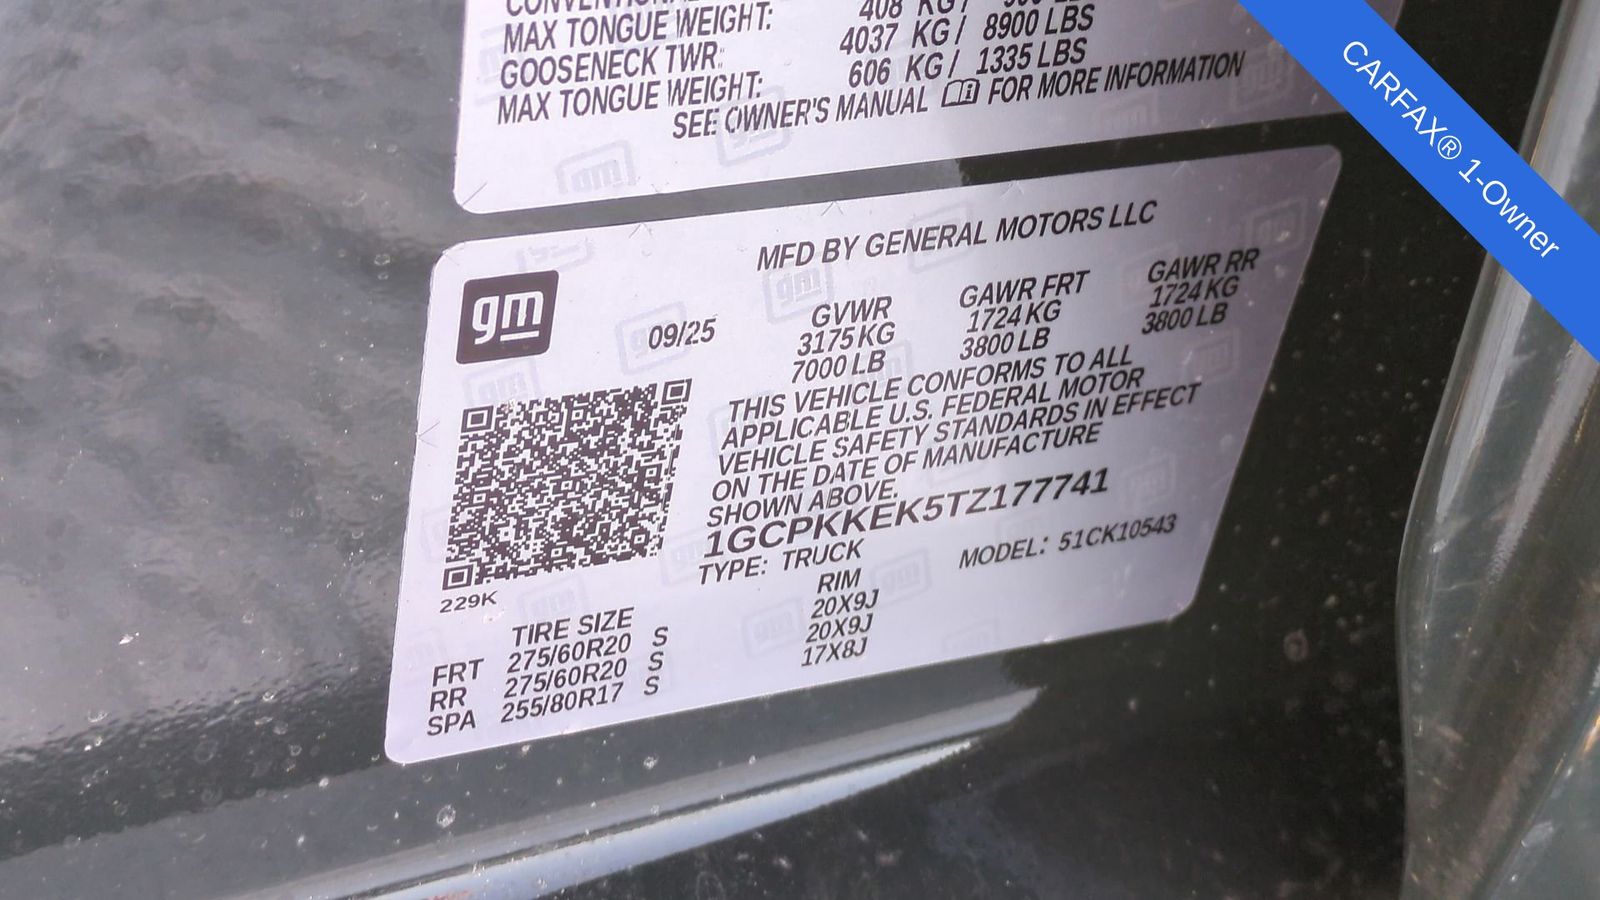 MAX TONGUE WEIGHT: 408 KG /
GOOSENECK TWR: 4037 KG / 8900 LBS
MAX TONGUE WEIGHT: 606 KG / 1335 LBS
SEE OWNER'S MANUAL FOR MORE INFORMATION
CARFAX® 1-Owner
MFD BY GENERAL MOTORS LLC
gm
09/25
GVWR GAWR FRT GAWR RR
3175 KG 1724 KG 1724 KG
7000 LB 3800 LB 3800 LB
THIS VEHICLE CONFORMS TO ALL
APPLICABLE U.S. FEDERAL MOTOR
VEHICLE SAFETY STANDARDS IN EFFECT
ON THE DATE OF MANUFACTURE
SHOWN ABOVE.
1GCPKKEK5TZ177741
TYPE: TRUCK MODEL: 51CK10543
229K
TIRE SIZE RIM
FRT 275/60R20 S 20X9J
RR 275/60R20 S 20X9J
SPA 255/80R17 S 17X8J